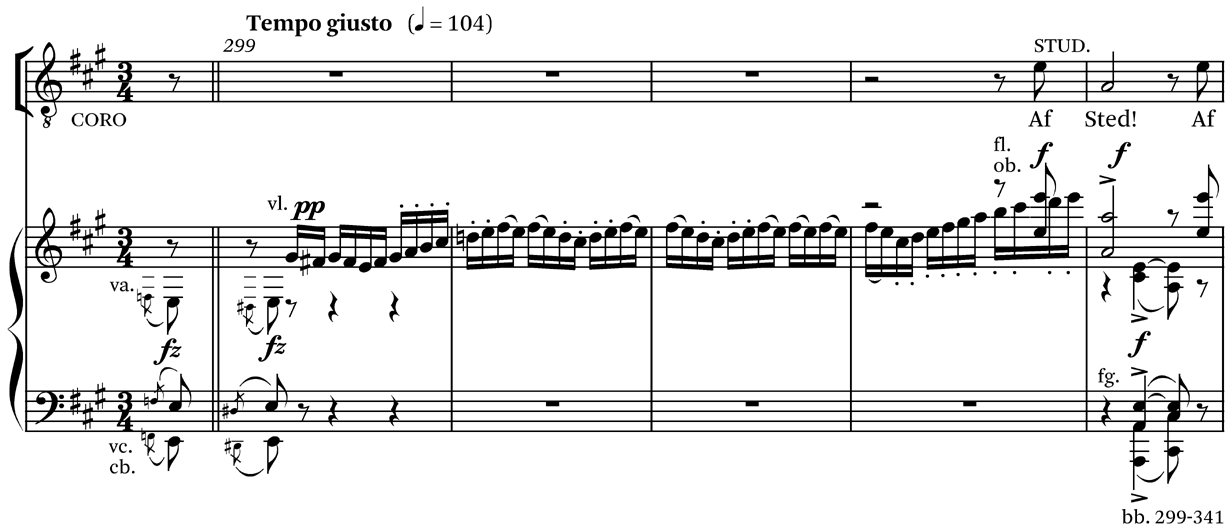 Tempo giusto (♩ = 104)
299
STUD.
CORO
Af Sted! Af
fl.
ob.
f f
vl. pp
va.
fz fz
f
fg.
vc.
cb.
bb. 299-341